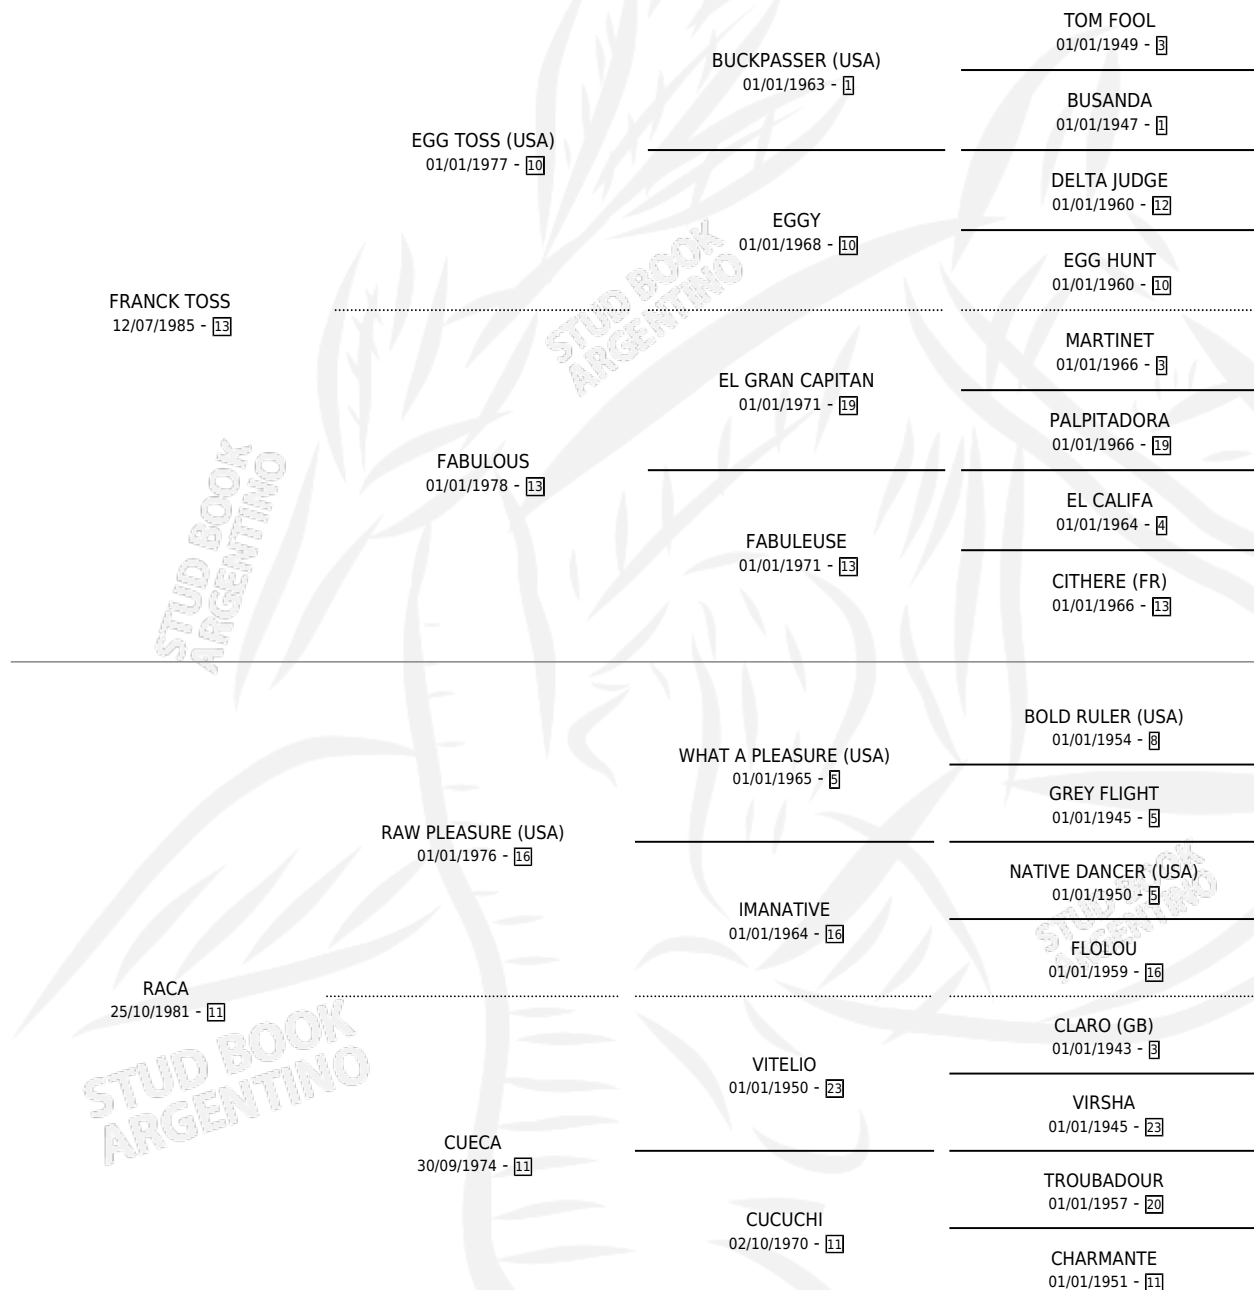 TOM FOOL
01/01/1949 - 3
BUCKPASSER (USA)
01/01/1963 - 1
BUSANDA
01/01/1947 - 1
EGG TOSS (USA)
01/01/1977 - 10
DELTA JUDGE
01/01/1960 - 12
EGGY
01/01/1968 - 10
EGG HUNT
01/01/1960 - 10
FRANCK TOSS
12/07/1985 - 13
MARTINET
01/01/1966 - 3
EL GRAN CAPITAN
01/01/1971 - 19
PALPITADORA
01/01/1966 - 19
FABULOUS
01/01/1978 - 13
EL CALIFA
01/01/1964 - 4
FABULEUSE
01/01/1971 - 13
CITHERE (FR)
01/01/1966 - 13
STUD BOOK
ARGENTINO
STUD BOOK
ARGENTINO
BOLD RULER (USA)
01/01/1954 - 8
WHAT A PLEASURE (USA)
01/01/1965 - 5
GREY FLIGHT
01/01/1945 - 5
RAW PLEASURE (USA)
01/01/1976 - 16
NATIVE DANCER (USA)
01/01/1950 - 5
IMANATIVE
01/01/1964 - 16
FLOLOU
01/01/1959 - 16
RACA
25/10/1981 - 11
CLARO (GB)
01/01/1943 - 3
VITELIO
01/01/1950 - 23
VIRSHA
01/01/1945 - 23
CUECA
30/09/1974 - 11
TROUBADOUR
01/01/1957 - 20
CUCUCHI
02/10/1970 - 11
CHARMANTE
01/01/1951 - 11
STUD BOOK
ARGENTINO
STUD BOOK
ARGENTINO